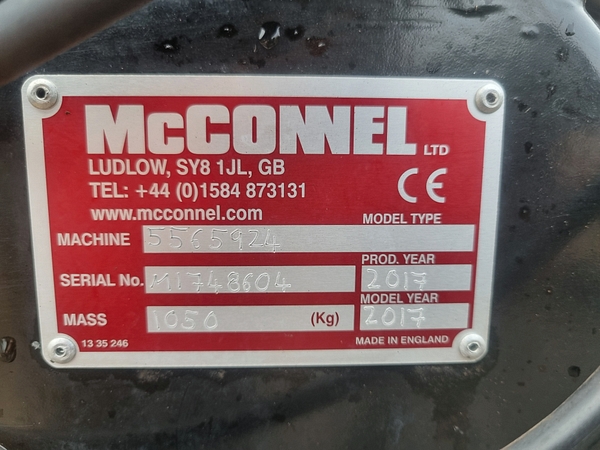 McCONNEL LTD
LUDLOW, SY8 1JL, GB
TEL: +44 (0)1584 873131
CE
www.mcconnel.com
MODEL TYPE
MACHINE 5565924
PROD. YEAR
SERIAL No. M1748604 2017
MODEL YEAR
MASS 1050 (Kg) 2017
13 35 246 MADE IN ENGLAND